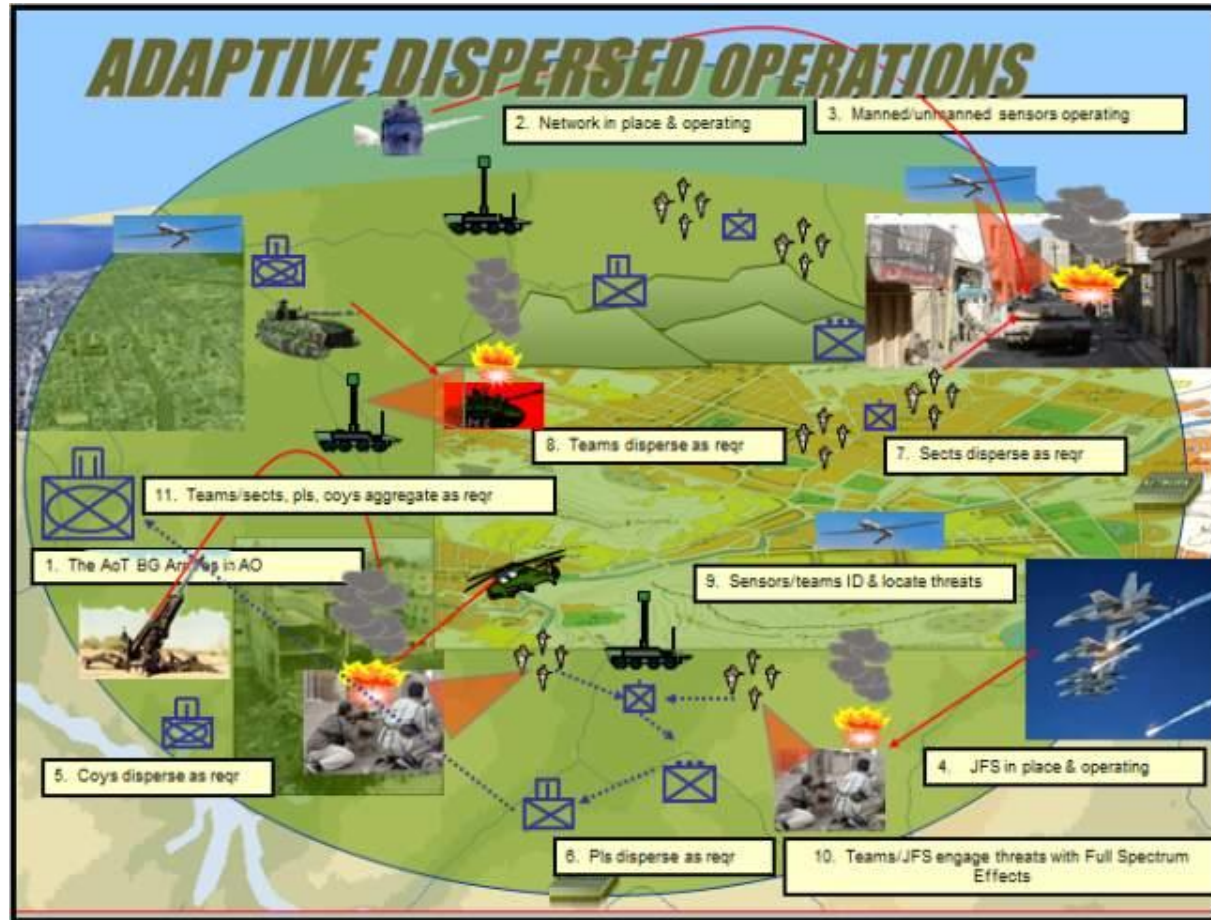 ADAPTIVE DISPERSED OPERATIONS
2. Network in place & operating
3. Manned/unmanned sensors operating
8. Teams disperse as reqr
7. Sects disperse as reqr
11. Teams/sects, pls, coys aggregate as reqr
1. The AoT BG Arrives in AO
9. Sensors/teams ID & locate threats
5. Coys disperse as reqr
4. JFS in place & operating
6. Pls disperse as reqr
10. Teams/JFS engage threats with Full Spectrum
Effects